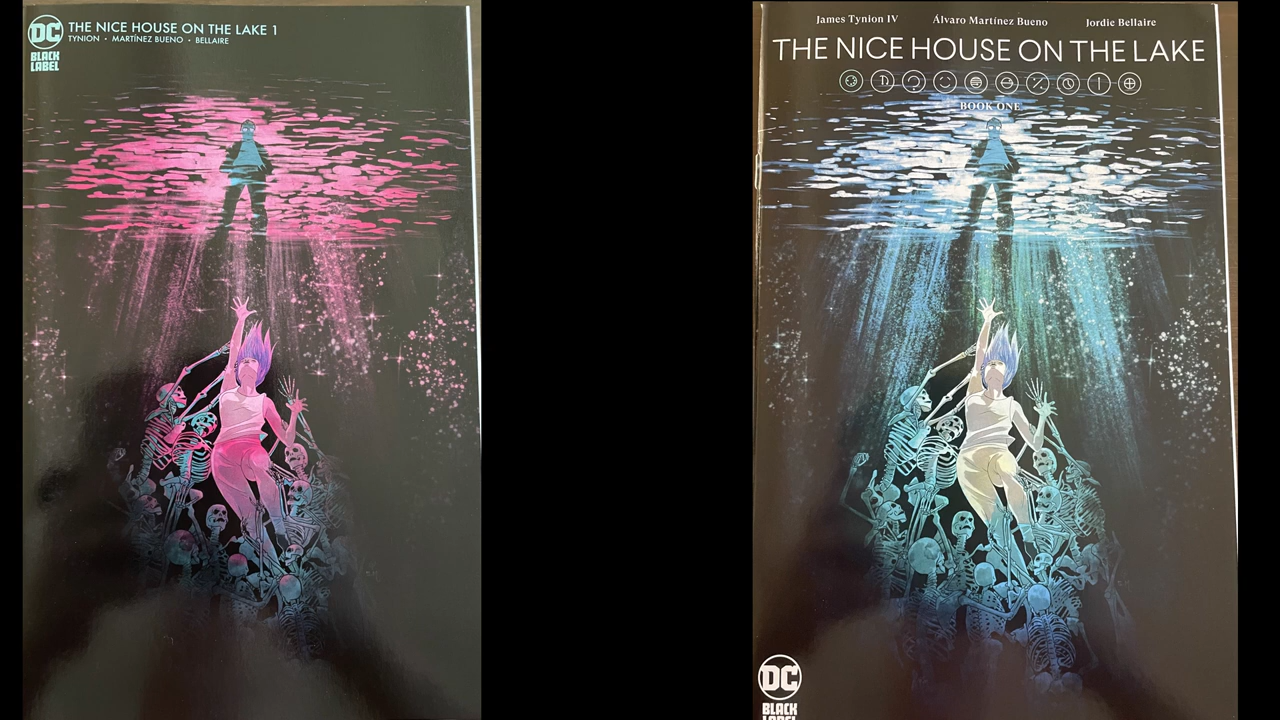 DC
BLACK
LABEL
THE NICE HOUSE ON THE LAKE 1
TYNION • MARTÍNEZ BUENO • BELLAIRE
James Tynion IV Álvaro Martínez Bueno Jordie Bellaire
THE NICE HOUSE ON THE LAKE
BOOK ONE
DC
BLACK
LABEL